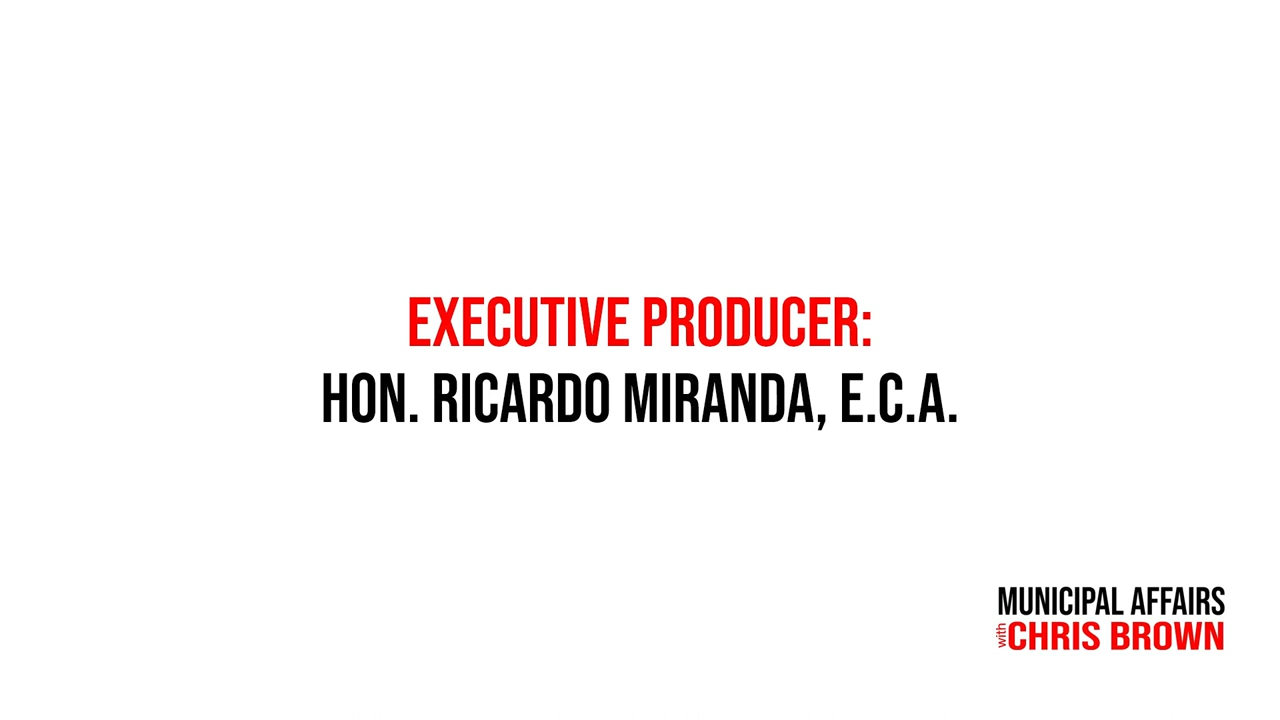 EXECUTIVE PRODUCER:
HON. RICARDO MIRANDA, E.C.A.
MUNICIPAL AFFAIRS
with CHRIS BROWN